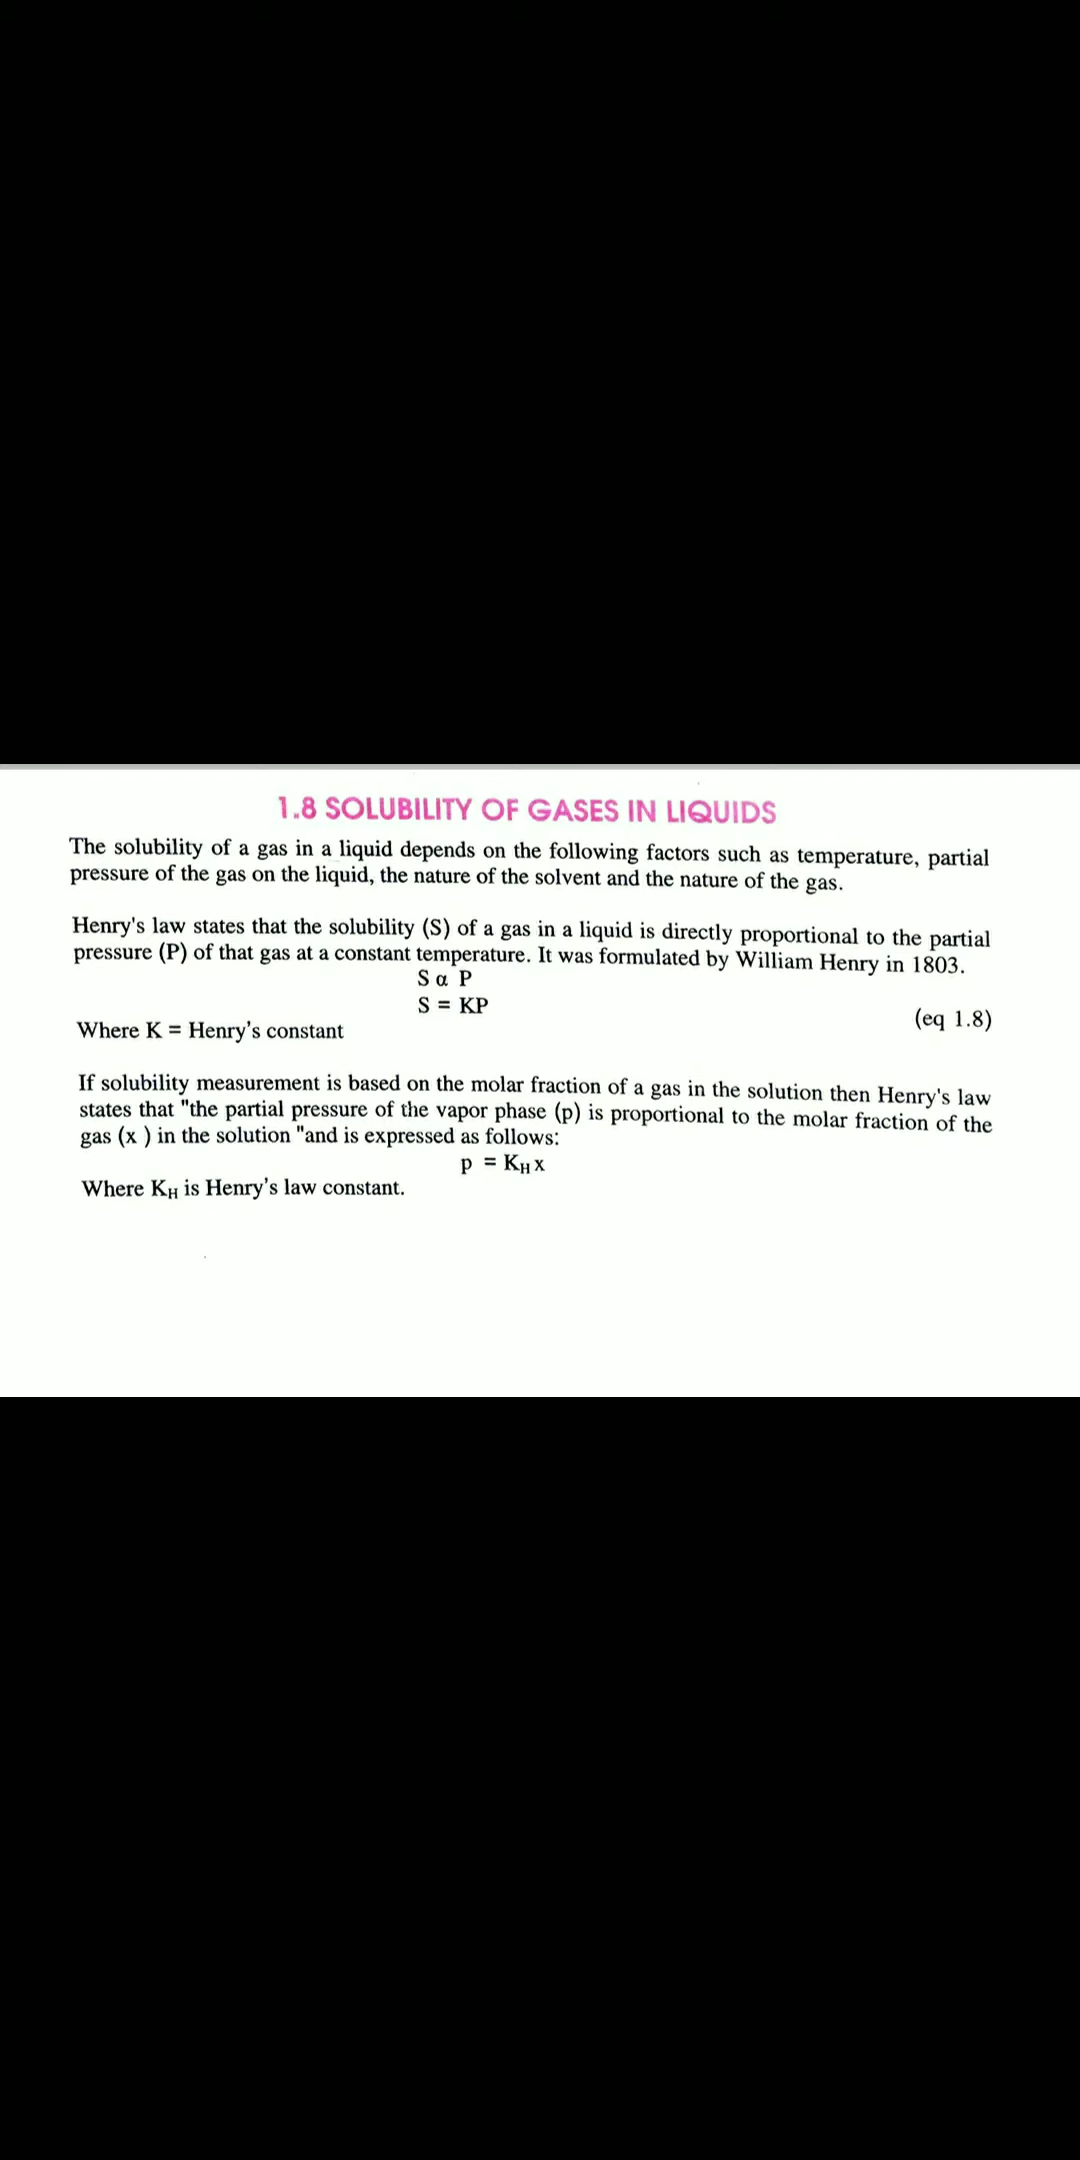 1.8 SOLUBILITY OF GASES IN LIQUIDS
The solubility of a gas in a liquid depends on the following factors such as temperature, partial
pressure of the gas on the liquid, the nature of the solvent and the nature of the gas.
Henry's law states that the solubility (S) of a gas in a liquid is directly proportional to the partial
pressure (P) of that gas at a constant temperature. It was formulated by William Henry in 1803.
S α P
S = KP
(eq 1.8)
Where K = Henry's constant
If solubility measurement is based on the molar fraction of a gas in the solution then Henry's law
states that "the partial pressure of the vapor phase (p) is proportional to the molar fraction of the
gas (x ) in the solution "and is expressed as follows:
p = K_H x
Where K_H is Henry's law constant.